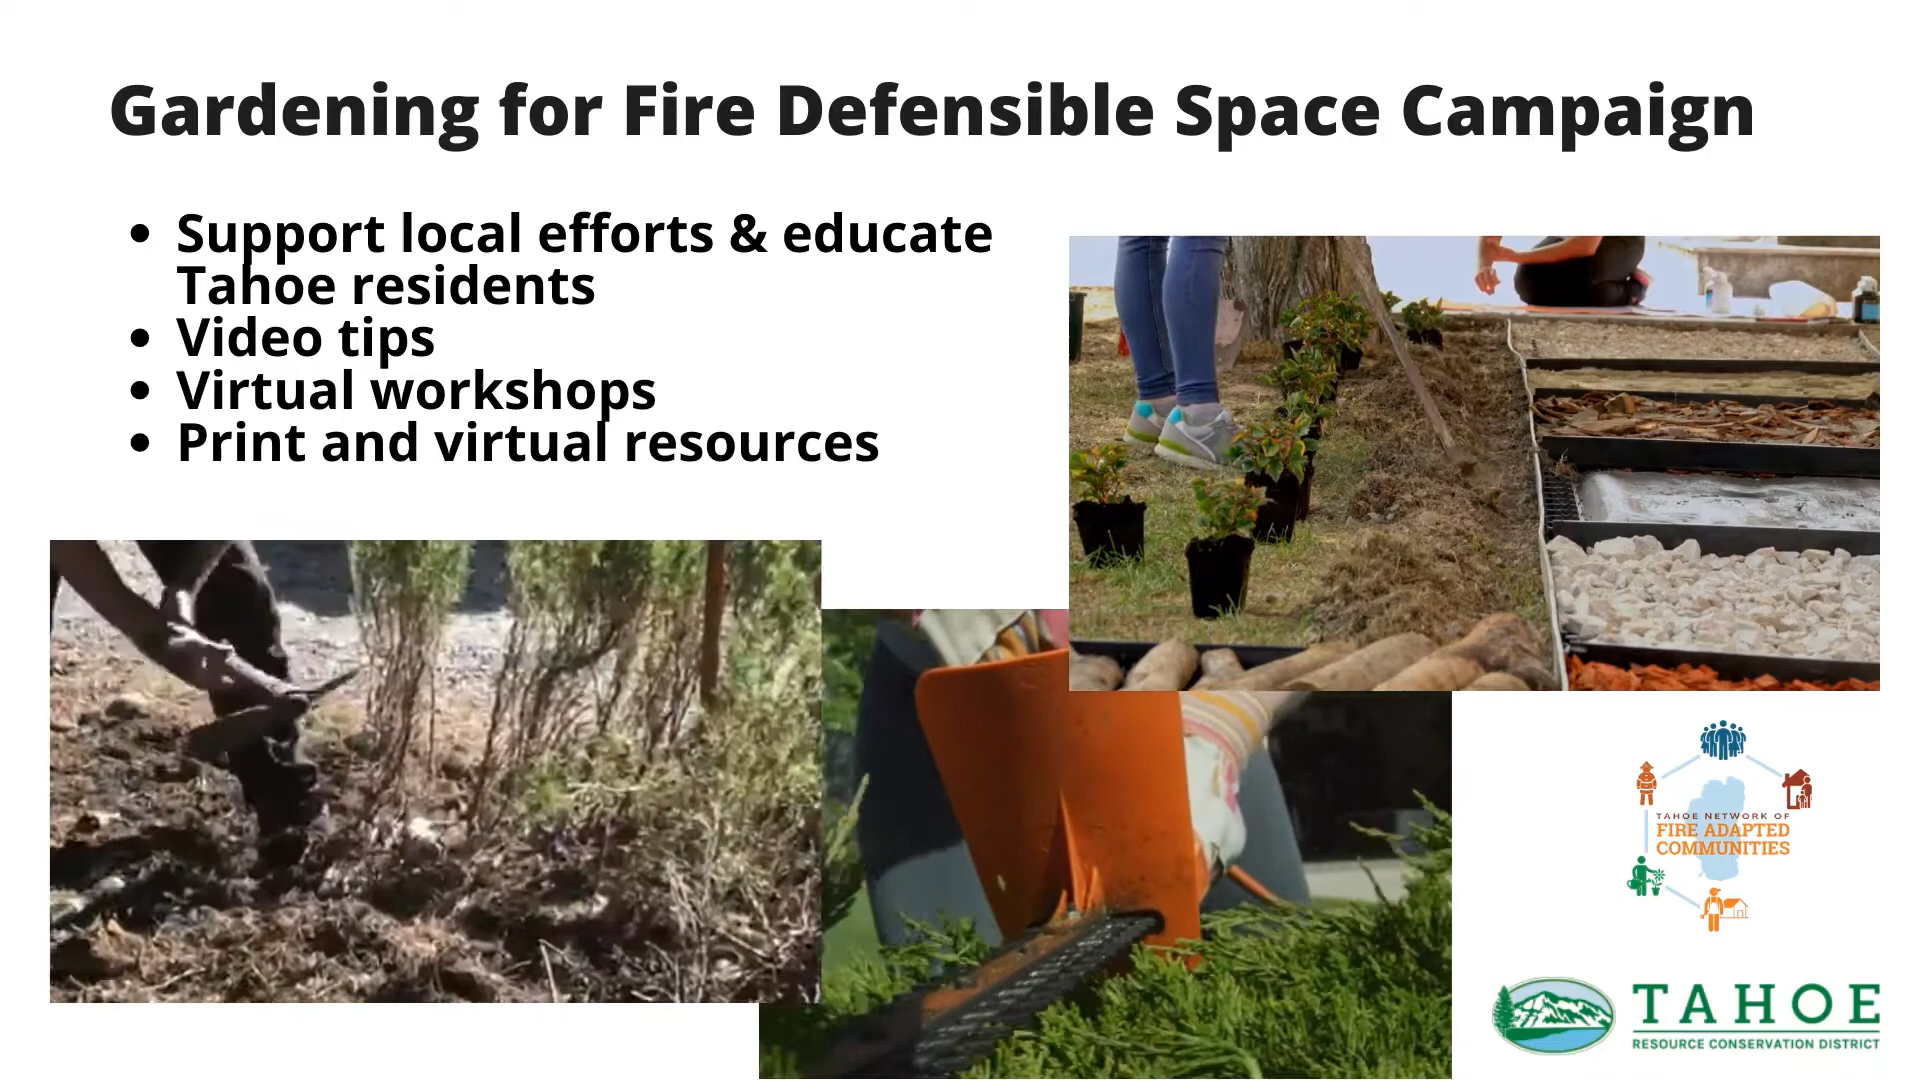 Gardening for Fire Defensible Space Campaign
• Support local efforts & educate
Tahoe residents
• Video tips
• Virtual workshops
• Print and virtual resources
TAHOE NETWORK OF
FIRE ADAPTED
COMMUNITIES
TAHOE
RESOURCE CONSERVATION DISTRICT